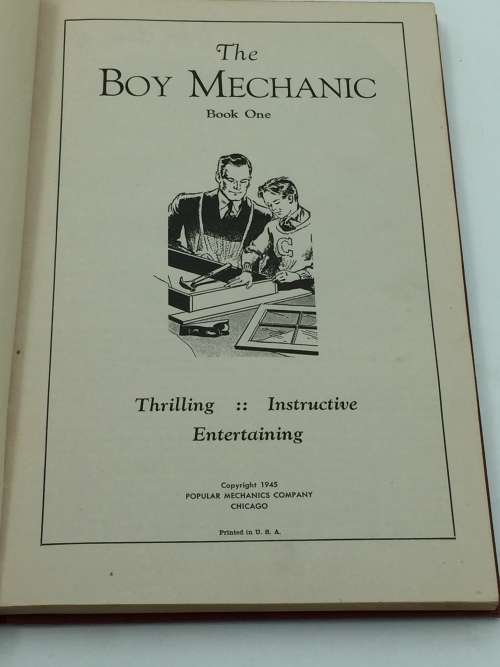 The
BOY MECHANIC
Book One
C
Thrilling :: Instructive
Entertaining
Copyright 1945
POPULAR MECHANICS COMPANY
CHICAGO
Printed in U. S. A.